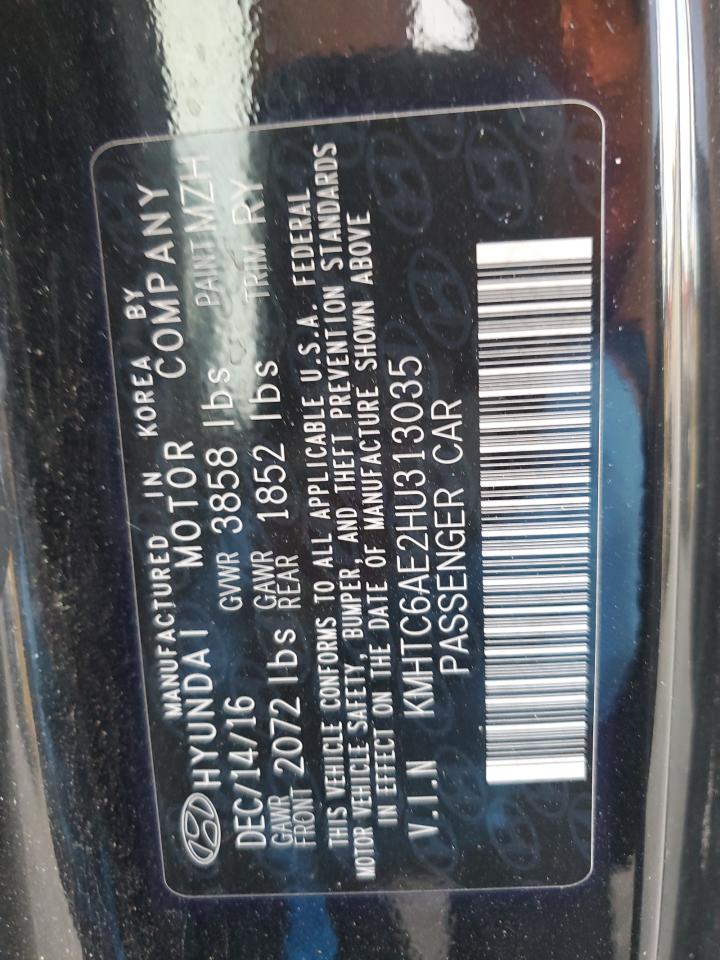 MANUFACTURED IN KOREA BY
HYUNDAI MOTOR COMPANY
DEC/14/16 GVWR 3858 lbs PAINT MZH
GAWR FRONT 2072 lbs GAWR REAR 1852 lbs TRIM RY
THIS VEHICLE CONFORMS TO ALL APPLICABLE U.S.A. FEDERAL
MOTOR VEHICLE SAFETY, BUMPER, AND THEFT PREVENTION STANDARDS
IN EFFECT ON THE DATE OF MANUFACTURE SHOWN ABOVE
V.I.N KMHTC6AE2HU313035
PASSENGER CAR